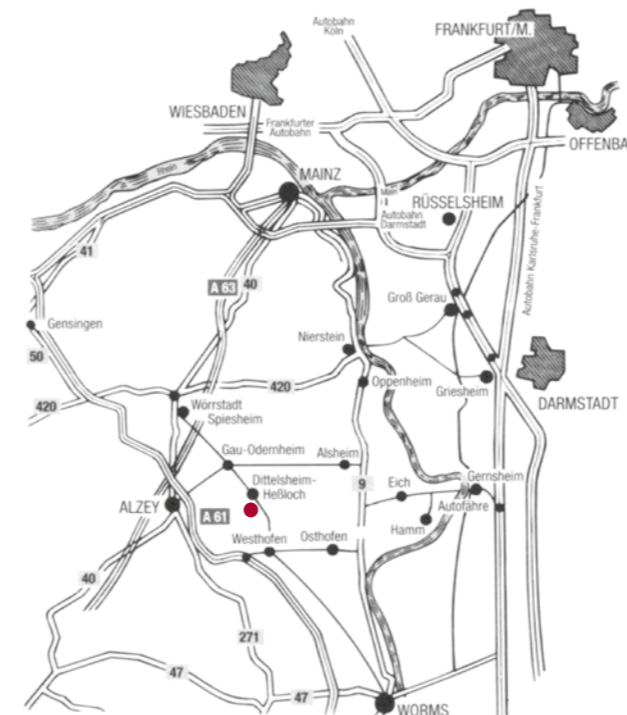 Autobahn
Köln
FRANKFURT/M.
WIESBADEN
Frankfurter
Autobahn
OFFENBA
Rhein
MAINZ
Main
RÜSSELSHEIM
Autobahn
Darmstadt
Autobahn Karlsruhe-Frankfurt
41
A 63
40
Groß Gerau
Gensingen
Nierstein
50
420
Oppenheim
Griesheim
DARMSTADT
420
Wörrstadt
Spiesheim
Gau-Odernheim
Alsheim
Dittelsheim-
Heßloch
9
Eich
Gernsheim
ALZEY
A 61
Autofähre
Hamm
Westhofen
Osthofen
40
271
47
47
WORMS